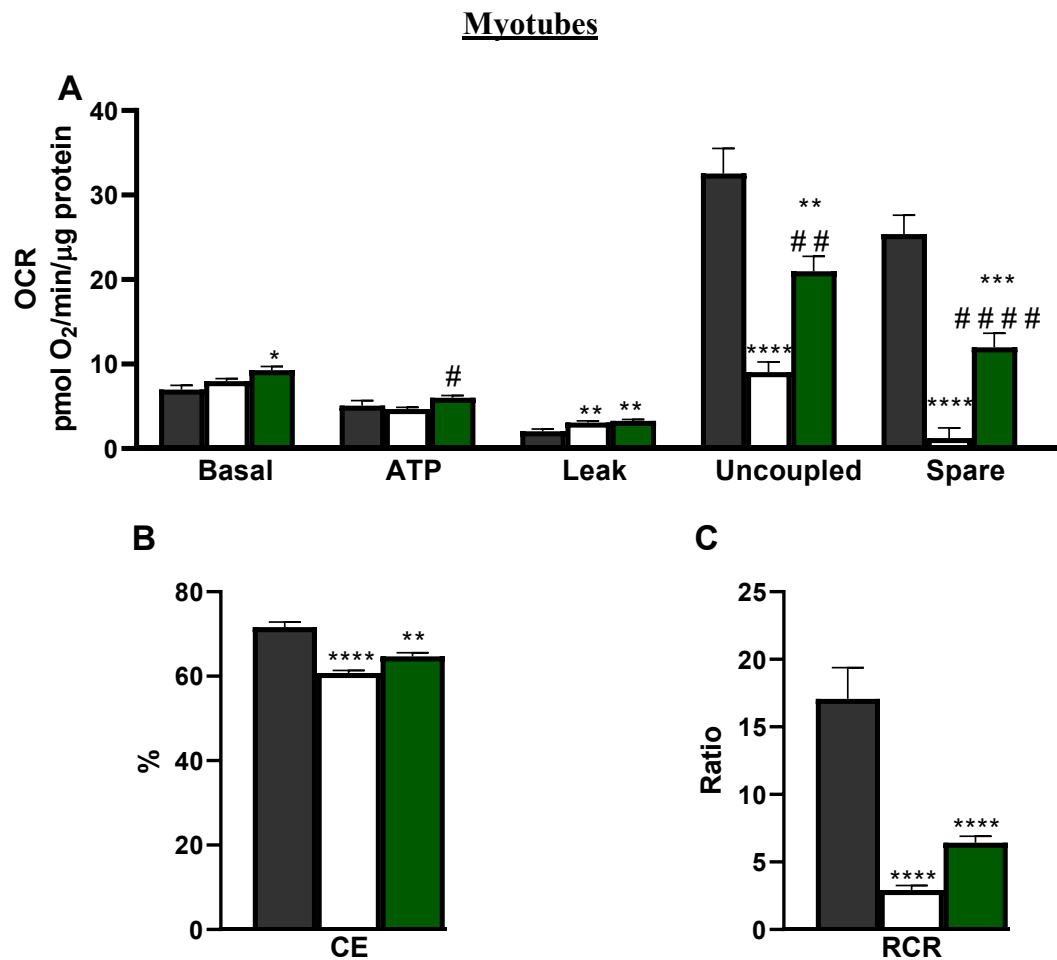 Myotubes
A
OCR
pmol O₂/min/μg protein
40
30
20
10
0
*
#
** **
****
**
# #
****
***
# # # #
Basal ATP Leak Uncoupled Spare
B
%
80
60
40
20
0
****
**
CE
C
Ratio
25
20
15
10
5
0
****
****
RCR